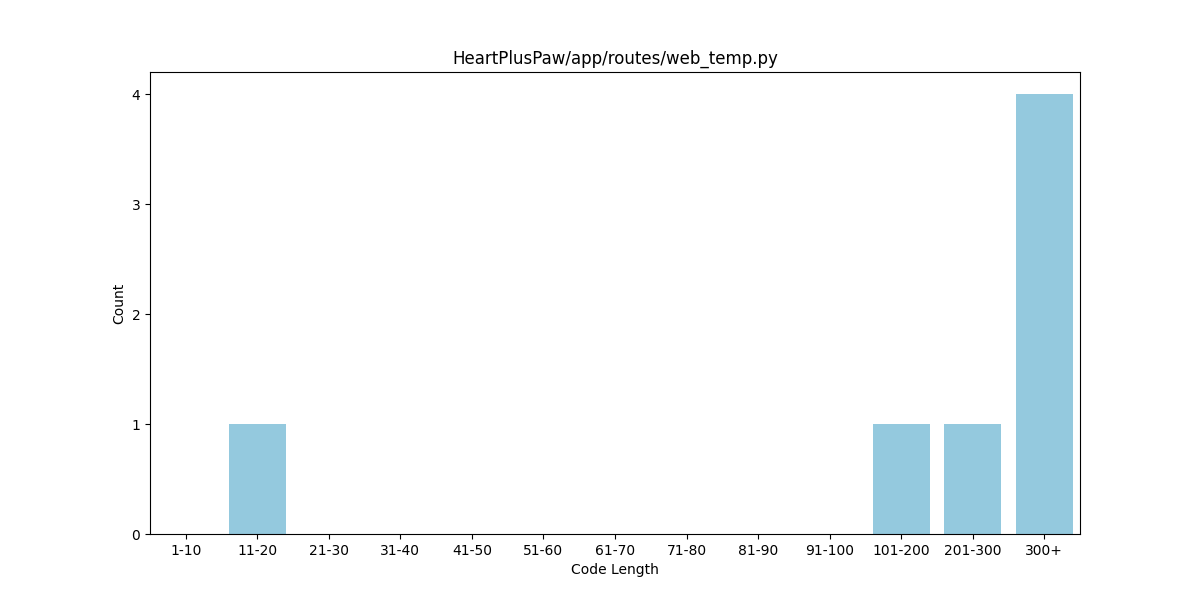 HeartPlusPaw/app/routes/web_temp.py
Count
4
3
2
1
0
1-10 11-20 21-30 31-40 41-50 51-60 61-70 71-80 81-90 91-100 101-200 201-300 300+
Code Length